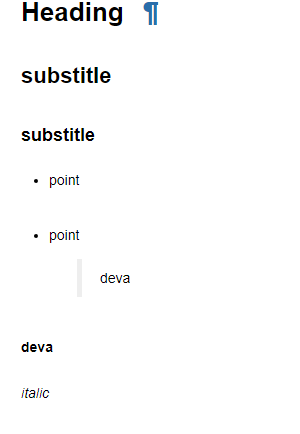 Heading ¶
substitle
substitle
• point
• point
deva
deva
italic